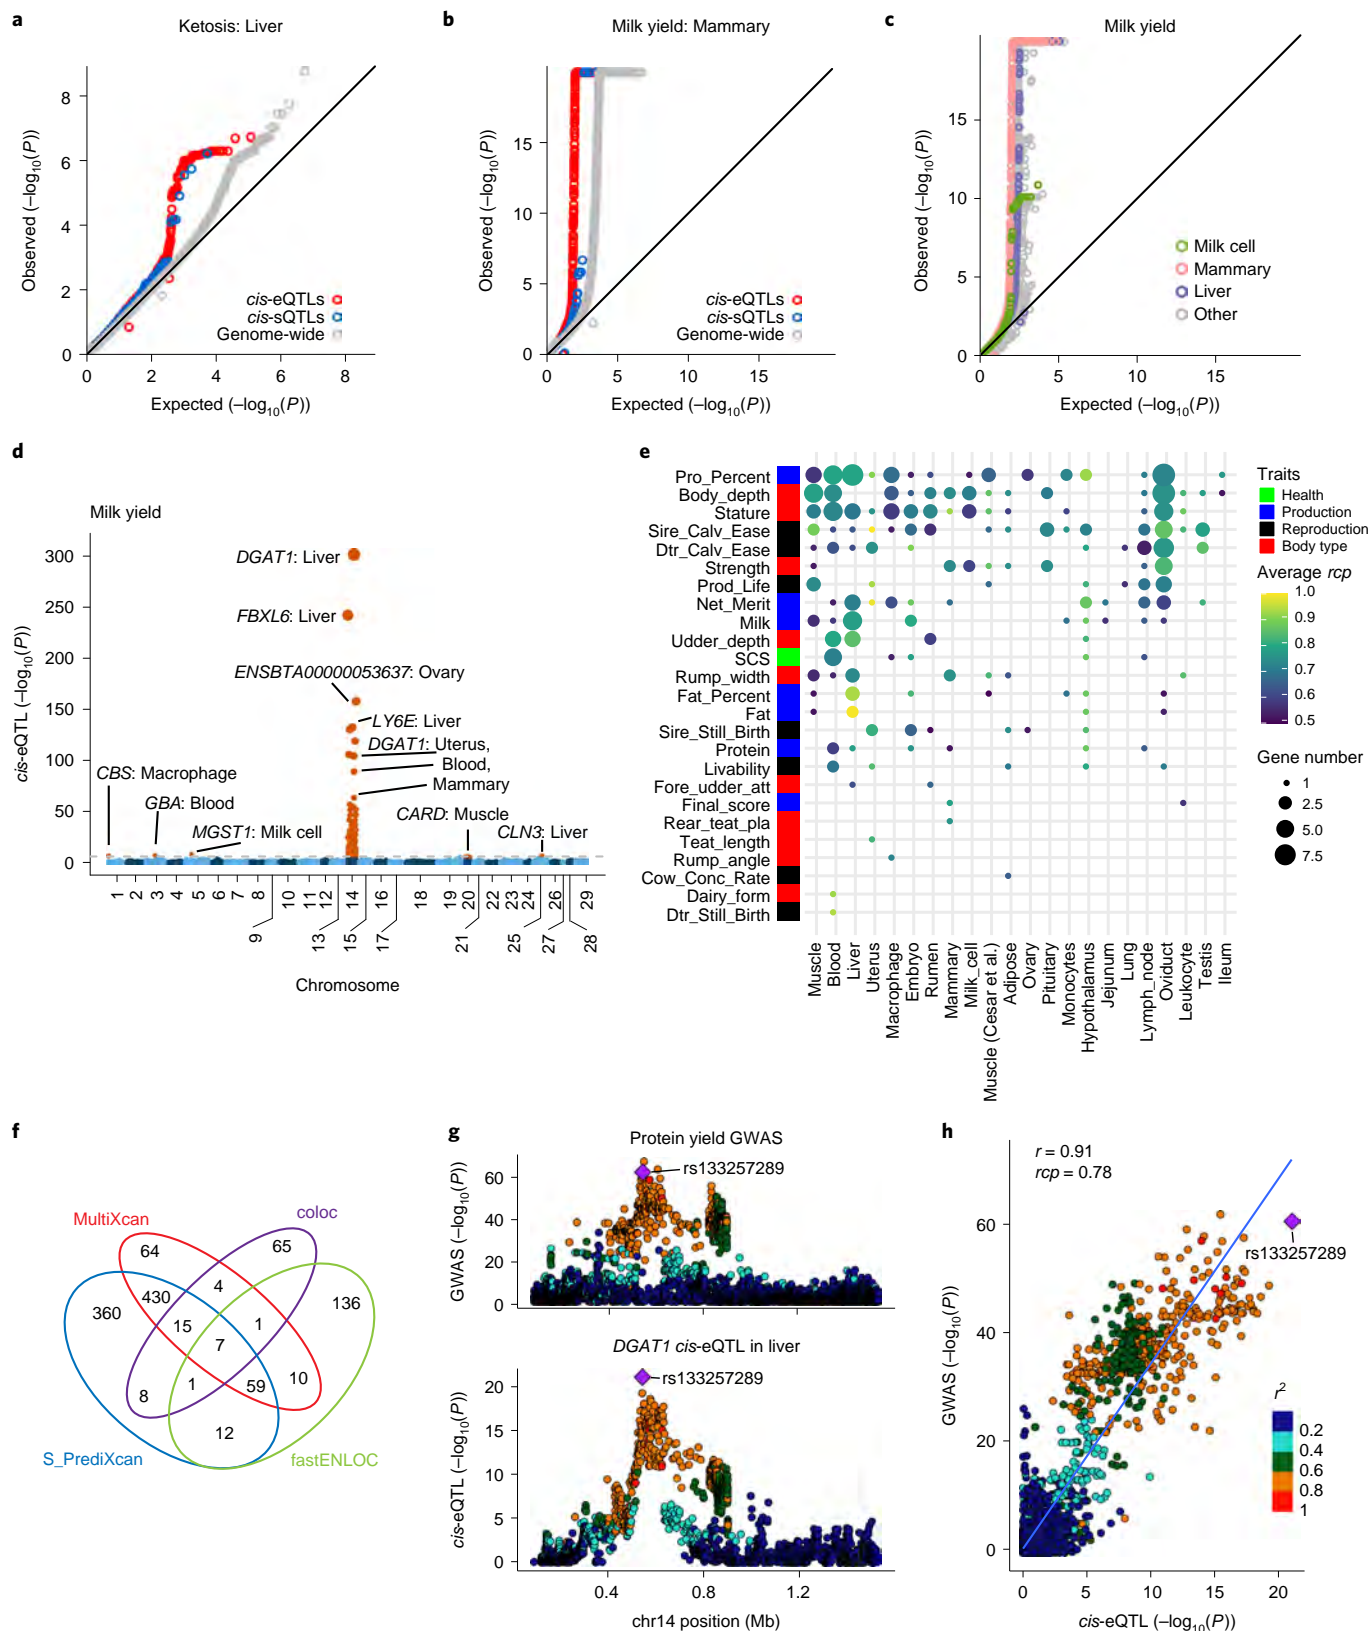 a
Ketosis: Liver
Observed (−log10(P))
8
6
4
2
0
0 2 4 6 8
Expected (−log10(P))
cis-eQTLs
cis-sQTLs
Genome-wide
b
Milk yield: Mammary
Observed (−log10(P))
15
10
5
0
0 5 10 15
Expected (−log10(P))
cis-eQTLs
cis-sQTLs
Genome-wide
c
Milk yield
Observed (−log10(P))
15
10
5
0
0 5 10 15
Expected (−log10(P))
Milk cell
Mammary
Liver
Other
d
Milk yield
cis-eQTL (−log10(P))
300
250
200
150
100
50
0
DGAT1: Liver
FBXL6: Liver
ENSBTA00000053637: Ovary
LY6E: Liver
DGAT1: Uterus,
Blood,
Mammary
CBS: Macrophage
GBA: Blood
MGST1: Milk cell
CARD: Muscle
CLN3: Liver
1 2 3 4 5 6 7 8 9 10 11 12 13 14 15 16 17 18 19 20 21 22 23 24 25 26 27 28 29
Chromosome
e
Pro_Percent
Body_depth
Stature
Sire_Calv_Ease
Dtr_Calv_Ease
Strength
Prod_Life
Net_Merit
Milk
Udder_depth
SCS
Rump_width
Fat_Percent
Fat
Sire_Still_Birth
Protein
Livability
Fore_udder_att
Final_score
Rear_teat_pla
Teat_length
Rump_angle
Cow_Conc_Rate
Dairy_form
Dtr_Still_Birth
Muscle
Blood
Liver
Uterus
Macrophage
Embryo
Rumen
Mammary
Milk_cell
Muscle (Cesar et al.)
Adipose
Ovary
Pituitary
Monocytes
Hypothalamus
Jejunum
Lung
Lymph_node
Oviduct
Leukocyte
Testis
Ileum
Traits
Health
Production
Reproduction
Body type
Average rcp
1.0
0.9
0.8
0.7
0.6
0.5
Gene number
1
2.5
5.0
7.5
f
MultiXcan
coloc
S_PrediXcan
fastENLOC
64
65
360
430
4
136
15
1
7
8
1
59
10
12
g
Protein yield GWAS
GWAS (−log10(P))
60
40
20
0
rs133257289
DGAT1 cis-eQTL in liver
cis-eQTL (−log10(P))
20
15
10
5
0
rs133257289
0.4 0.8 1.2
chr14 position (Mb)
h
r = 0.91
rcp = 0.78
GWAS (−log10(P))
60
40
20
0
rs133257289
r2
0.2
0.4
0.6
0.8
1
0 5 10 15 20
cis-eQTL (−log10(P))